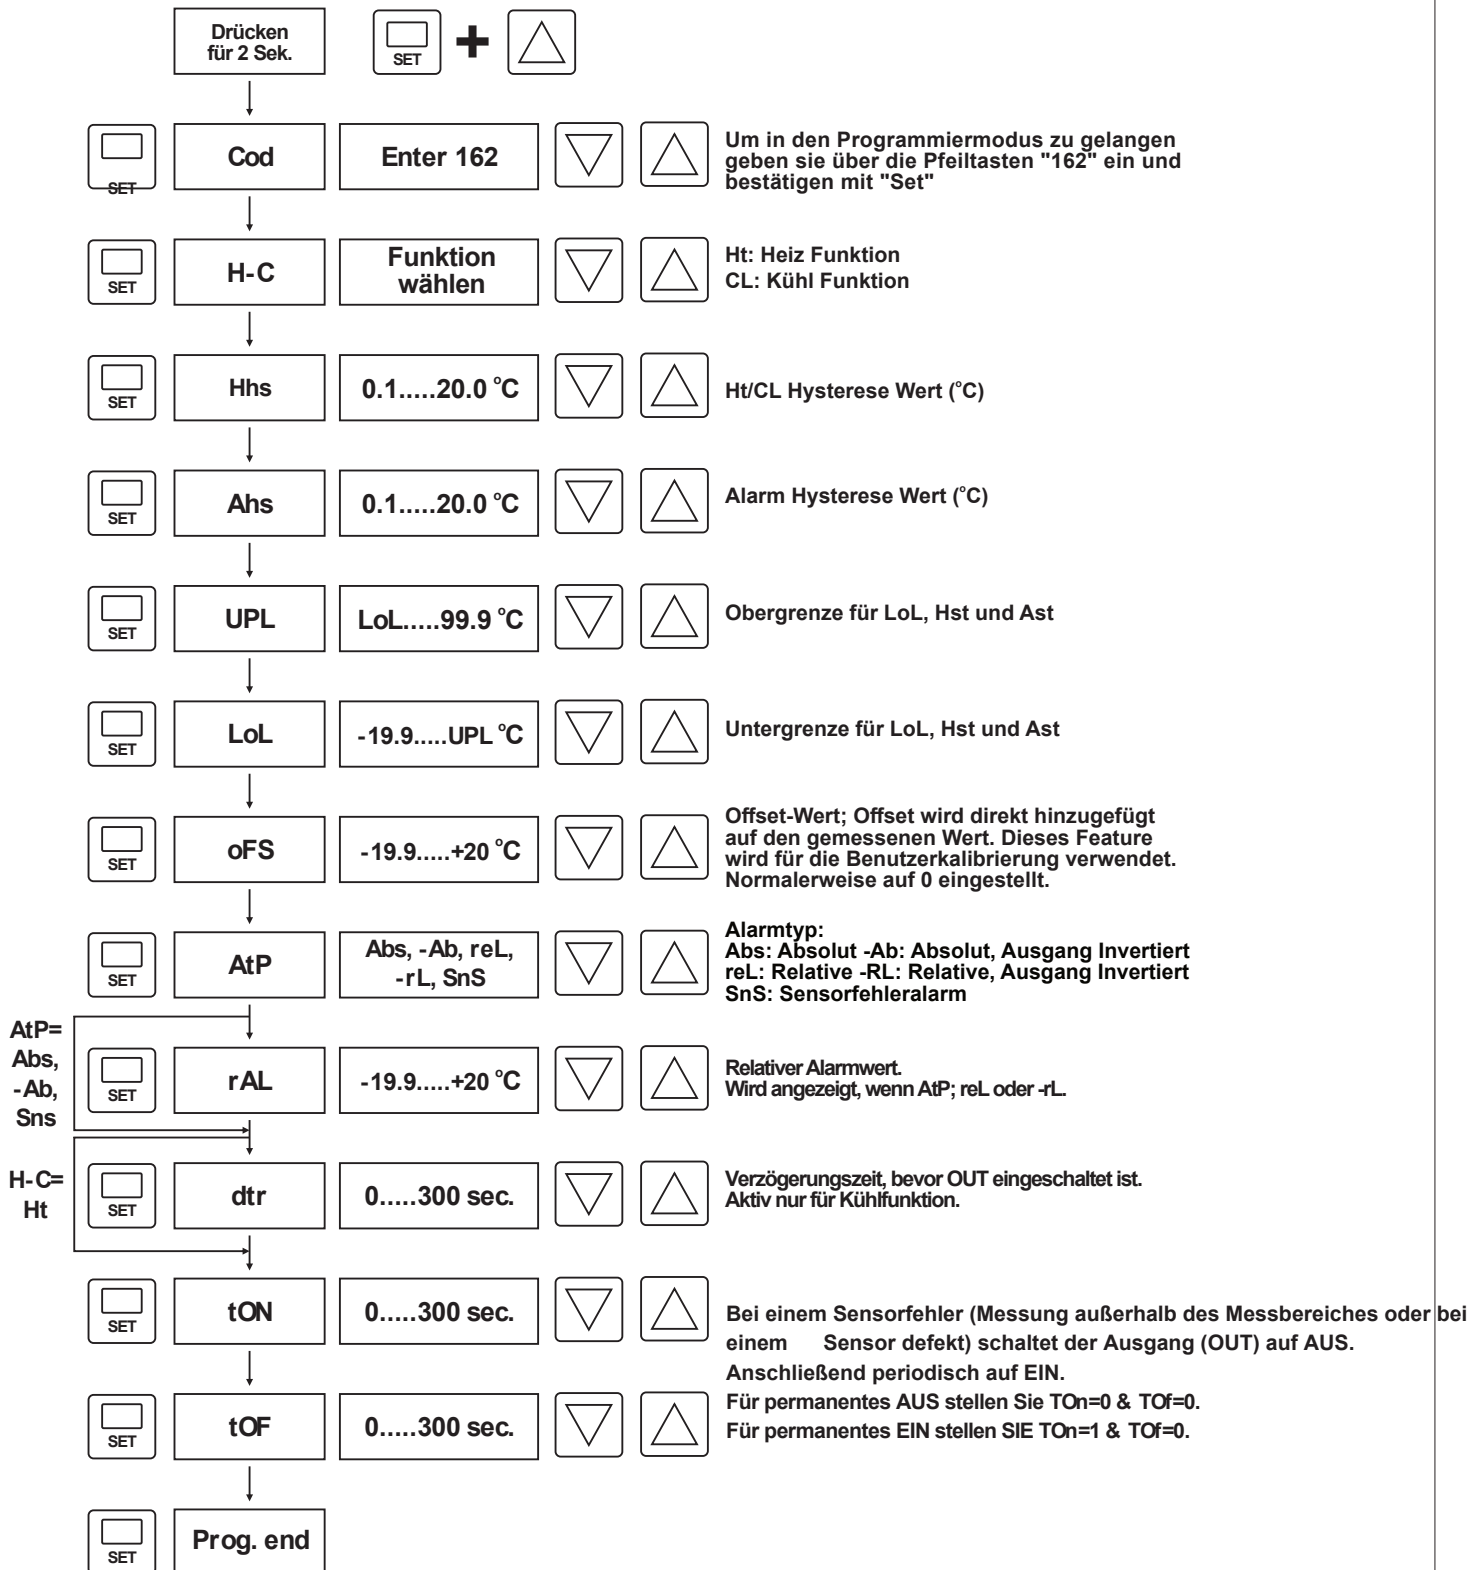 Drücken
für 2 Sek.
SET
+
SET
Cod
Enter 162
Um in den Programmiermodus zu gelangen
geben sie über die Pfeiltasten "162" ein und
bestätigen mit "Set"
SET
H-C
Funktion
wählen
Ht: Heiz Funktion
CL: Kühl Funktion
SET
Hhs
0.1.....20.0 °C
Ht/CL Hysterese Wert (°C)
SET
Ahs
0.1.....20.0 °C
Alarm Hysterese Wert (°C)
SET
UPL
LoL.....99.9 °C
Obergrenze für LoL, Hst und Ast
SET
LoL
-19.9.....UPL °C
Untergrenze für LoL, Hst und Ast
SET
oFS
-19.9.....+20 °C
Offset-Wert; Offset wird direkt hinzugefügt
auf den gemessenen Wert. Dieses Feature
wird für die Benutzerkalibrierung verwendet.
Normalerweise auf 0 eingestellt.
SET
AtP
Abs, -Ab, reL,
-rL, SnS
Alarmtyp:
Abs: Absolut -Ab: Absolut, Ausgang Invertiert
reL: Relative -RL: Relative, Ausgang Invertiert
SnS: Sensorfehleralarm
AtP=
Abs,
-Ab,
Sns
SET
rAL
-19.9.....+20 °C
Relativer Alarmwert.
Wird angezeigt, wenn AtP; reL oder -rL.
H-C=
Ht
SET
dtr
0.....300 sec.
Verzögerungszeit, bevor OUT eingeschaltet ist.
Aktiv nur für Kühlfunktion.
SET
tON
0.....300 sec.
Bei einem Sensorfehler (Messung außerhalb des Messbereiches oder bei
einem Sensor defekt) schaltet der Ausgang (OUT) auf AUS.
Anschließend periodisch auf EIN.
Für permanentes AUS stellen Sie TOn=0 & TOf=0.
Für permanentes EIN stellen SIE TOn=1 & TOf=0.
SET
tOF
0.....300 sec.
SET
Prog. end